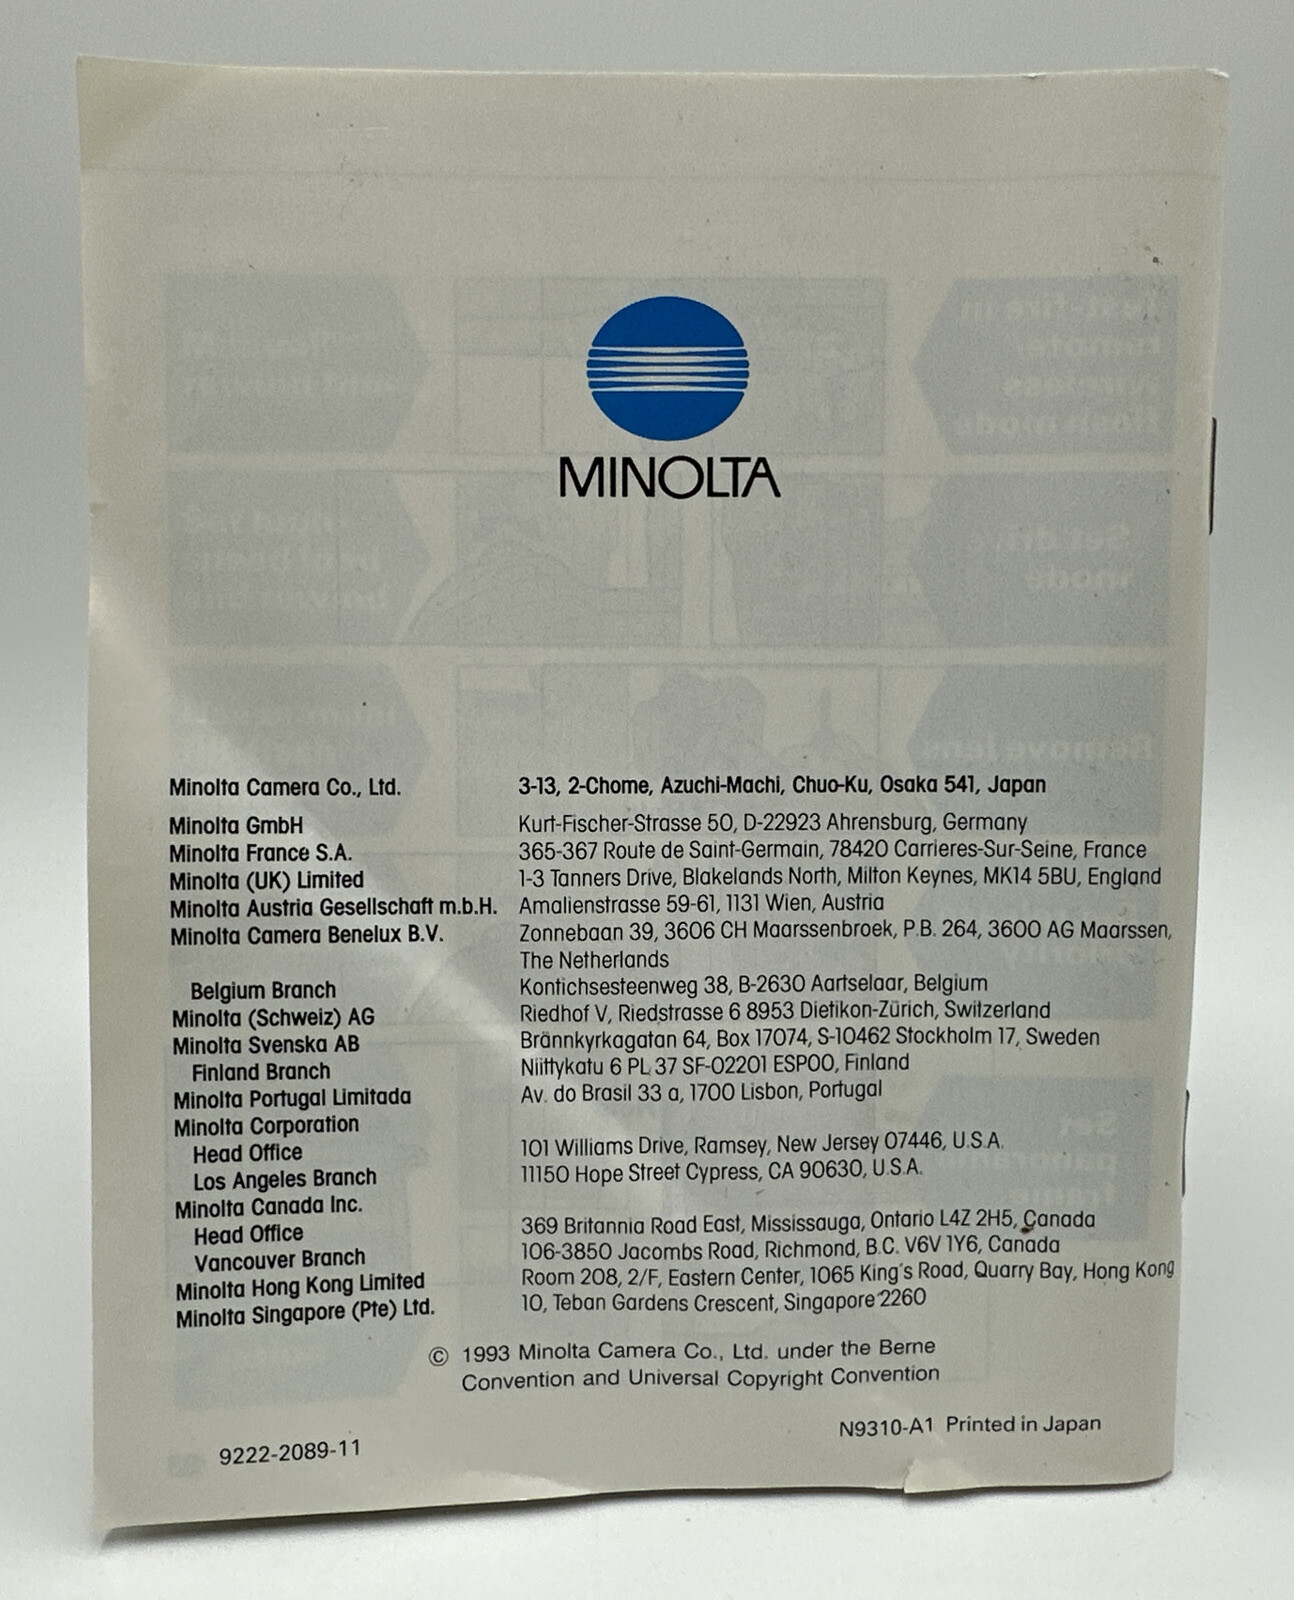 MINOLTA
Minolta Camera Co., Ltd. 3-13, 2-Chome, Azuchi-Machi, Chuo-Ku, Osaka 541, Japan
Minolta GmbH Kurt-Fischer-Strasse 50, D-22923 Ahrensburg, Germany
Minolta France S.A. 365-367 Route de Saint-Germain, 78420 Carrieres-Sur-Seine, France
Minolta (UK) Limited 1-3 Tanners Drive, Blakelands North, Milton Keynes, MK14 5BU, England
Minolta Austria Gesellschaft m.b.H. Amalienstrasse 59-61, 1131 Wien, Austria
Minolta Camera Benelux B.V. Zonnebaan 39, 3606 CH Maarssenbroek, P.B. 264, 3600 AG Maarssen,
The Netherlands
Belgium Branch Kontichsesteenweg 38, B-2630 Aartselaar, Belgium
Minolta (Schweiz) AG Riedhof V, Riedstrasse 6 8953 Dietikon-Zürich, Switzerland
Minolta Svenska AB Brännkyrkagatan 64, Box 17074, S-10462 Stockholm 17, Sweden
Finland Branch Niittykatu 6 PL 37 SF-02201 ESPOO, Finland
Minolta Portugal Limitada Av. do Brasil 33 a, 1700 Lisbon, Portugal
Minolta Corporation
Head Office 101 Williams Drive, Ramsey, New Jersey 07446, U.S.A.
Los Angeles Branch 11150 Hope Street Cypress, CA 90630, U.S.A.
Minolta Canada Inc.
Head Office 369 Britannia Road East, Mississauga, Ontario L4Z 2H5, Canada
Vancouver Branch 106-3850 Jacombs Road, Richmond, B.C. V6V 1Y6, Canada
Minolta Hong Kong Limited Room 208, 2/F, Eastern Center, 1065 King's Road, Quarry Bay, Hong Kong
Minolta Singapore (Pte) Ltd. 10, Teban Gardens Crescent, Singapore 2260
© 1993 Minolta Camera Co., Ltd. under the Berne
Convention and Universal Copyright Convention
9222-2089-11 N9310-A1 Printed in Japan